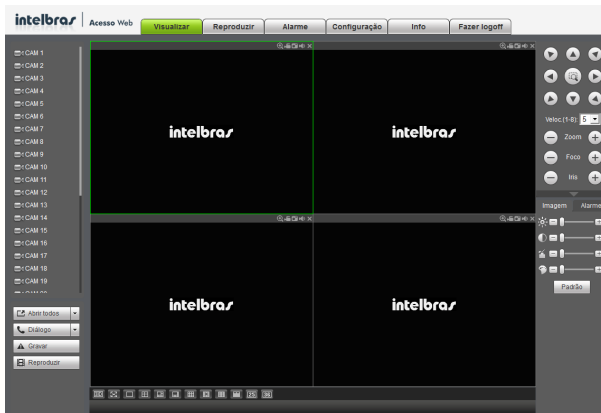 intelbras Acesso Web Visualizar Reproduzir Alarme Configuração Info Fazer logoff
CAM 1
CAM 2
CAM 3
CAM 4
CAM 5
CAM 6
CAM 7
CAM 8
CAM 9
CAM 10
CAM 11
CAM 12
CAM 13
CAM 14
CAM 15
CAM 16
CAM 17
CAM 18
CAM 19
Abrir todos
Diálogo
Gravar
Reproduzir
intelbras
intelbras
intelbras
intelbras
Veloc.(1-8): 5
Zoom
Foco
Iris
Imagem Alarme
Padrão